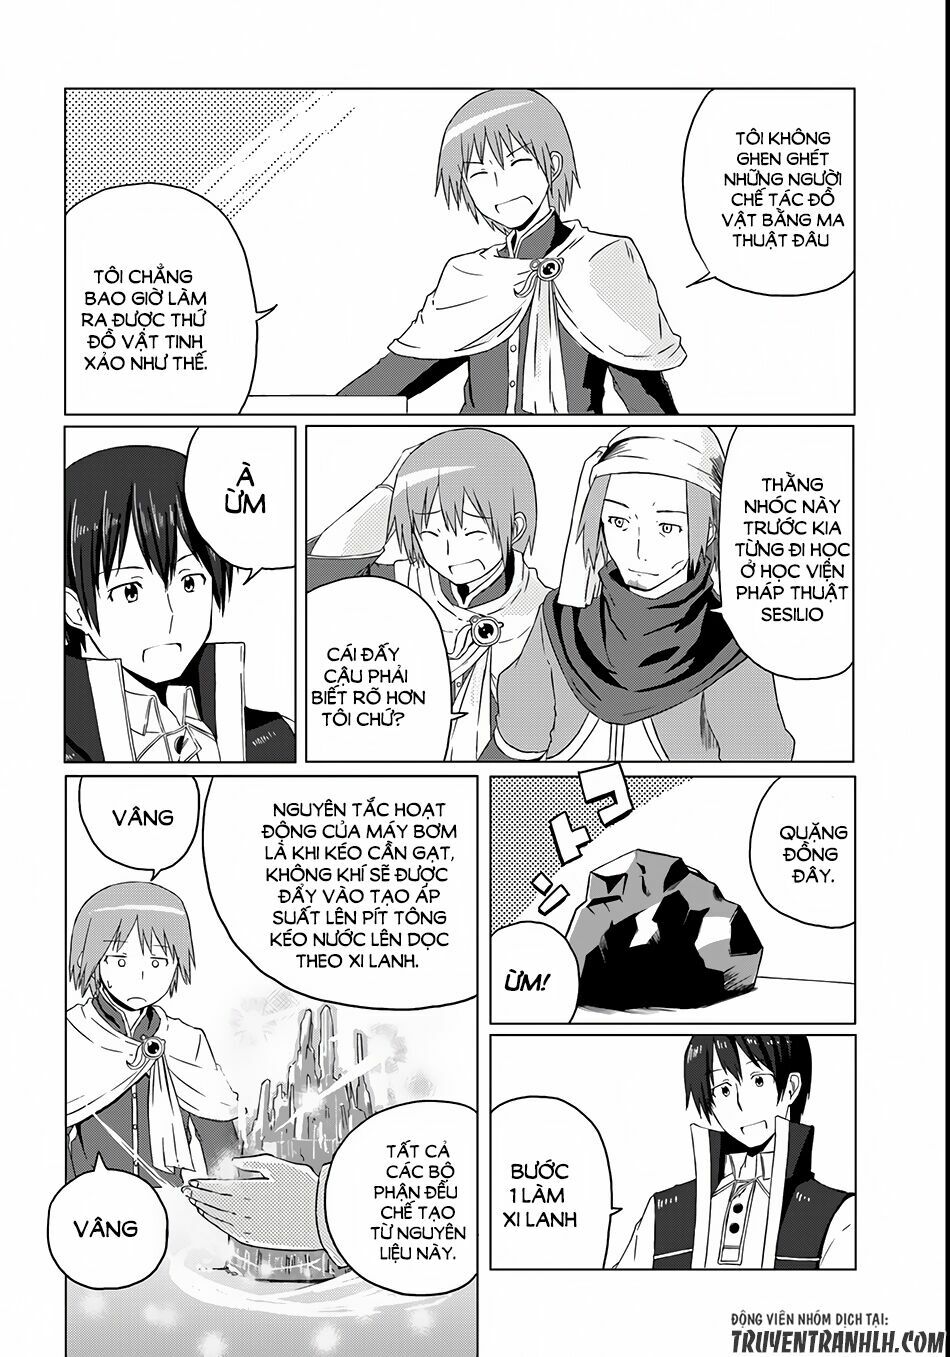 TÔI KHÔNG
GHEN GHÉT
NHỮNG NGƯỜI
CHẾ TÁC ĐỒ
VẬT BẰNG MA
THUẬT ĐÂU
TÔI CHẲNG
BAO GIỜ LÀM
RA ĐƯỢC THỨ
ĐỒ VẬT TINH
XẢO NHƯ THẾ.
THẰNG
NHÓC NÀY
TRƯỚC KIA
TỪNG ĐI HỌC
Ở HỌC VIỆN
PHÁP THUẬT
SESILIO
CÁI ĐẤY
CẬU PHẢI
BIẾT RÕ HƠN
TÔI CHỨ?
À
ỪM
QUẶNG
ĐỒNG
ĐÂY.
ゴトッ
ỪM!
BƯỚC
1 LÀM
XI LANH
NGUYÊN TẮC HOẠT
ĐỘNG CỦA MÁY BƠM
LÀ KHI KÉO CẦN GẠT,
KHÔNG KHÍ SẼ ĐƯỢC
ĐẨY VÀO TẠO ÁP
SUẤT LÊN PÍT TÔNG
KÉO NƯỚC LÊN DỌC
THEO XI LANH.
VÂNG
TẤT CẢ
CÁC BỘ
PHẬN ĐỀU
CHẾ TẠO
TỪ NGUYÊN
LIỆU NÀY.
VÂNG
ĐỘNG VIÊN NHÓM DỊCH TẠI:
TRUYENTRANHLH.COM